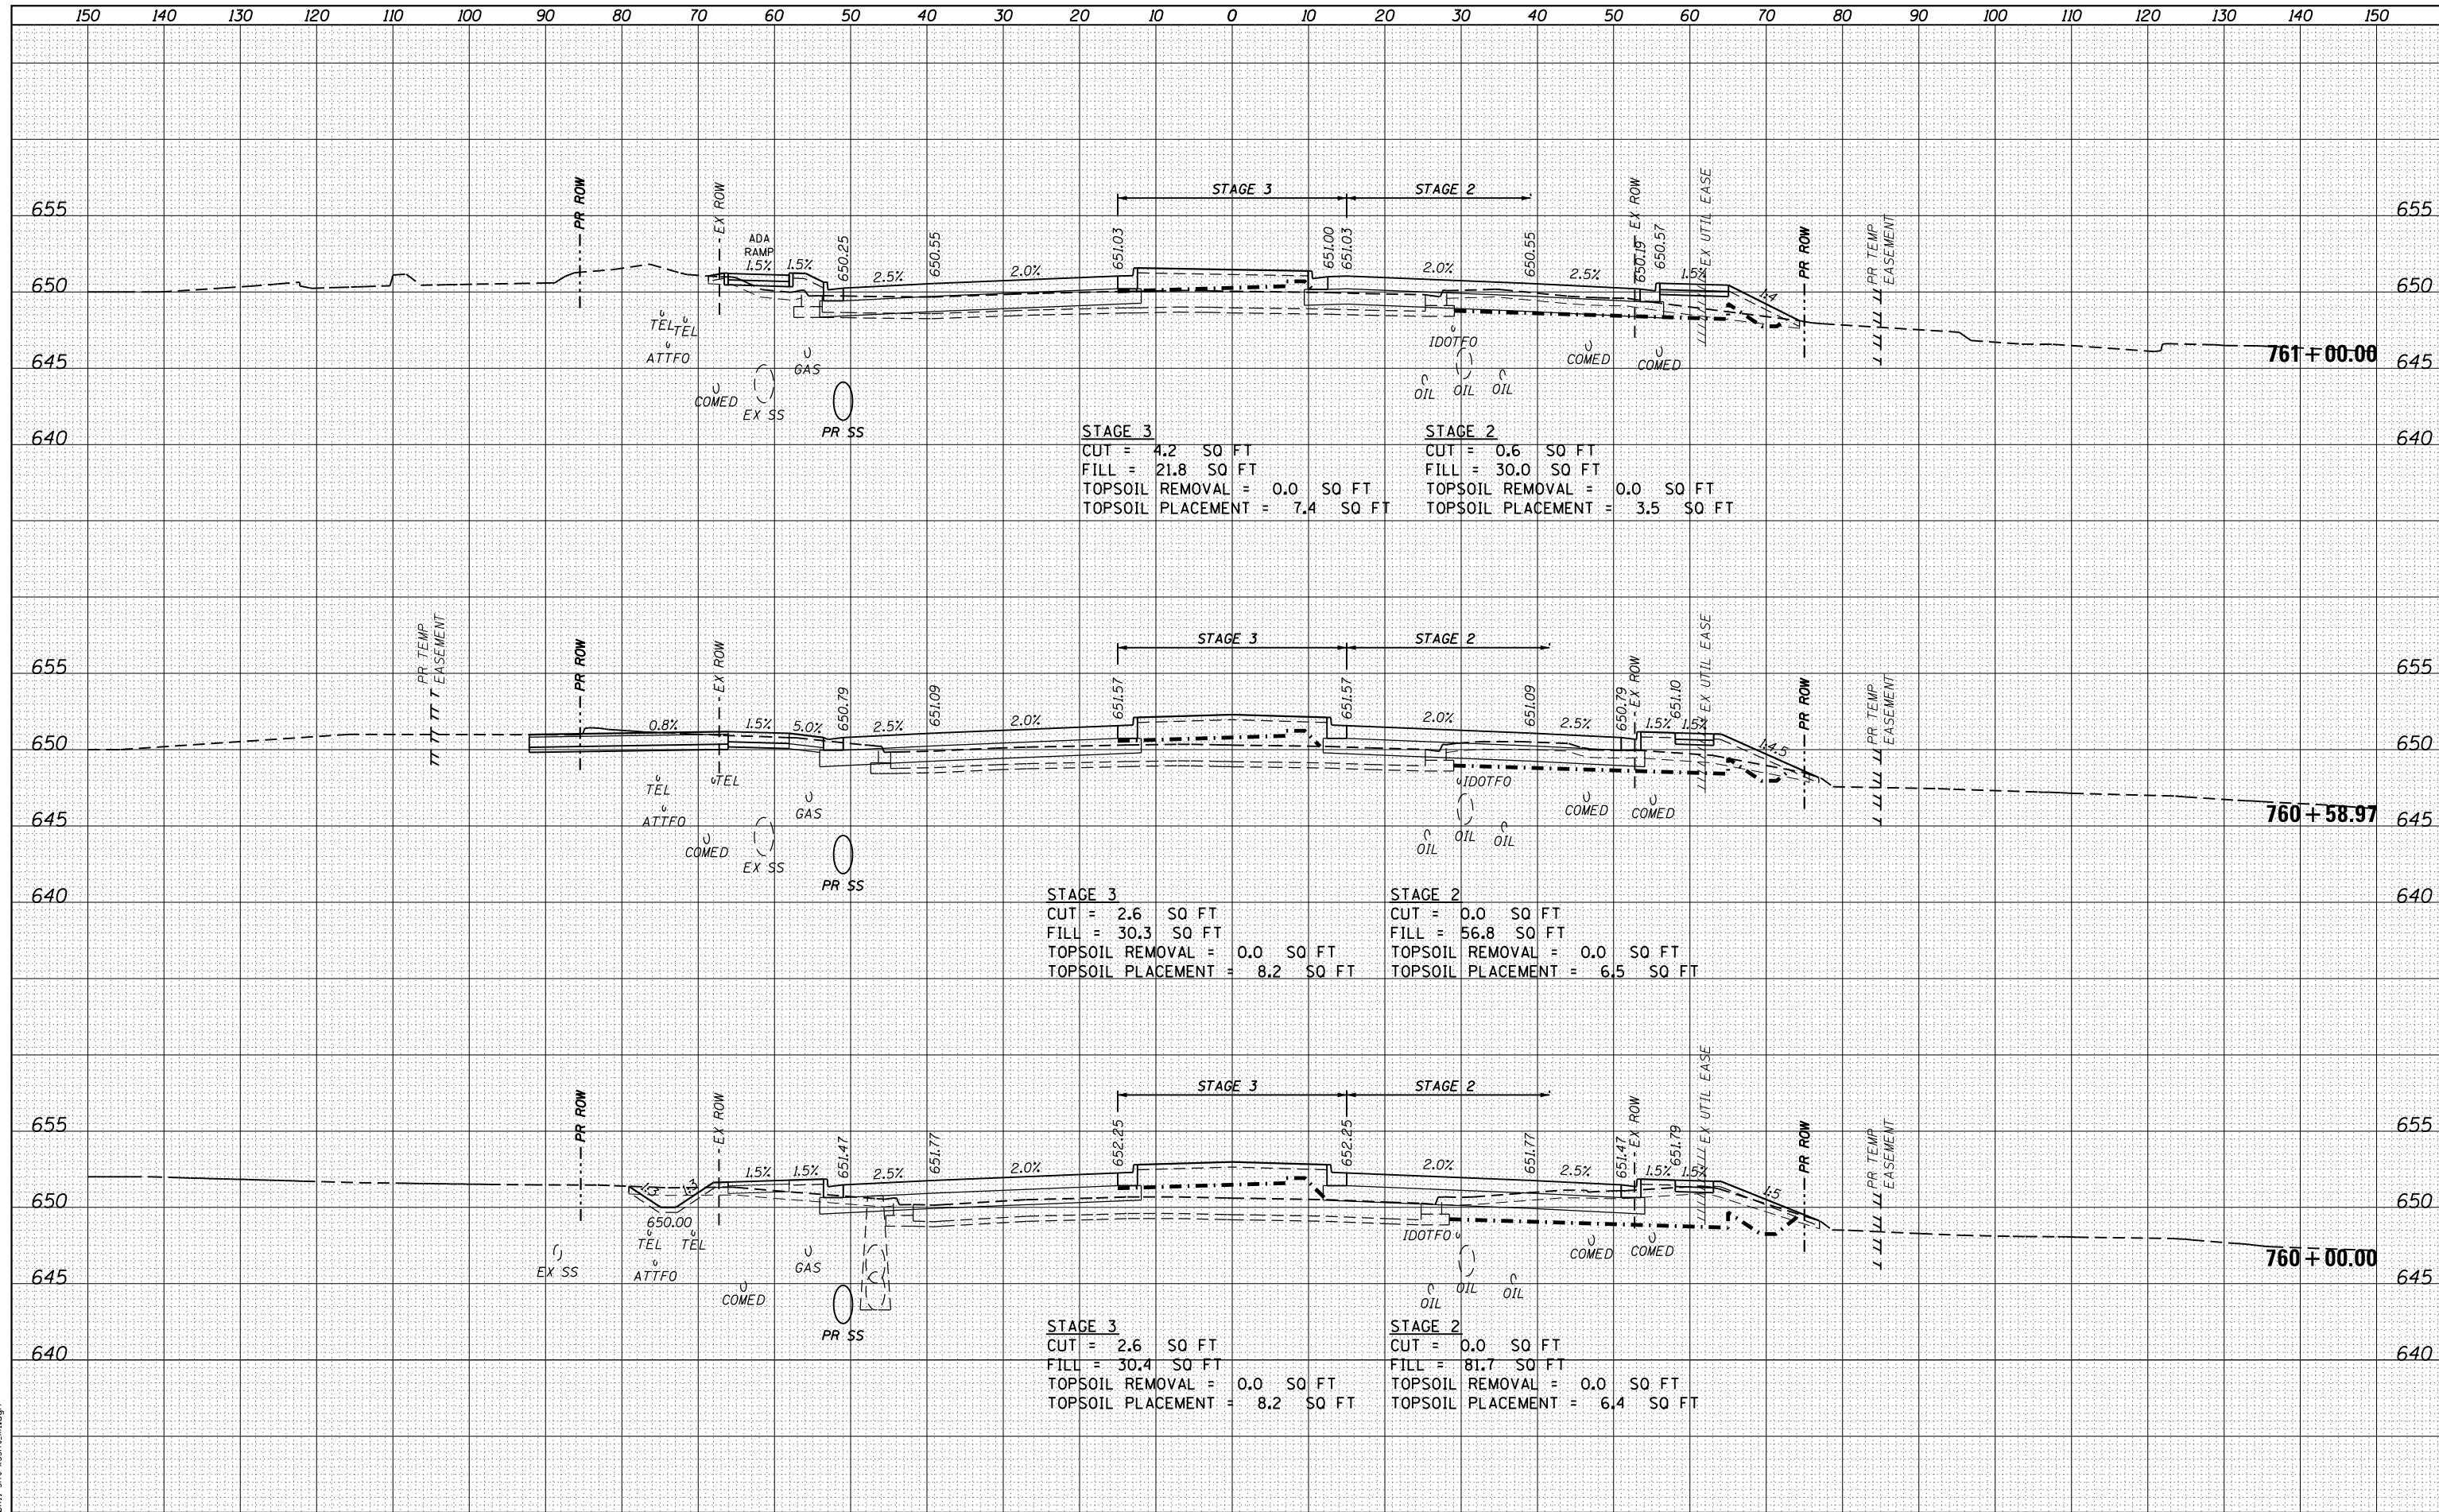 150 140 130 120 110 100 90 80 70 60 50 40 30 20 10 0 10 20 30 40 50 60 70 80 90 100 110 120 130 140 150
PR ROW
EX ROW
STAGE 3
STAGE 2
EX ROW
EX UTIL EASE
PR ROW
PR TEMP
EASEMENT
655
655
ADA
RAMP
1.5%
1.5%
650.25
2.5%
650.55
2.0%
651.03
651.00
651.03
2.0%
650.55
2.5%
650.19
650.57
1.5%
1:4
650
650
TEL
TEL
ATTFO
GAS
COMED
EX SS
PR SS
IDOTFO
OIL
OIL
OIL
COMED
COMED
761+00.00
645
645
640
640
STAGE 3
CUT = 4.2 SQ FT
FILL = 21.8 SQ FT
TOPSOIL REMOVAL = 0.0 SQ FT
TOPSOIL PLACEMENT = 7.4 SQ FT
STAGE 2
CUT = 0.6 SQ FT
FILL = 30.0 SQ FT
TOPSOIL REMOVAL = 0.0 SQ FT
TOPSOIL PLACEMENT = 3.5 SQ FT
PR TEMP
EASEMENT
PR ROW
EX ROW
STAGE 3
STAGE 2
EX ROW
EX UTIL EASE
PR ROW
PR TEMP
EASEMENT
655
655
0.8%
1.5%
5.0%
650.79
2.5%
651.09
2.0%
651.57
651.57
2.0%
651.09
2.5%
650.79
651.10
1.5%
1.5%
1:4.5
650
650
TEL
TEL
ATTFO
GAS
COMED
EX SS
PR SS
IDOTFO
OIL
OIL
OIL
COMED
COMED
760+58.97
645
645
640
640
STAGE 3
CUT = 2.6 SQ FT
FILL = 30.3 SQ FT
TOPSOIL REMOVAL = 0.0 SQ FT
TOPSOIL PLACEMENT = 8.2 SQ FT
STAGE 2
CUT = 0.0 SQ FT
FILL = 56.8 SQ FT
TOPSOIL REMOVAL = 0.0 SQ FT
TOPSOIL PLACEMENT = 6.5 SQ FT
PR ROW
EX ROW
STAGE 3
STAGE 2
EX ROW
EX UTIL EASE
PR ROW
PR TEMP
EASEMENT
655
655
1:3
1:3
650.00
1.5%
1.5%
651.47
2.5%
651.77
2.0%
652.25
652.25
2.0%
651.77
2.5%
651.47
651.79
1.5%
1.5%
1:5
650
650
EX SS
TEL
TEL
ATTFO
COMED
GAS
PR SS
IDOTFO
OIL
OIL
OIL
COMED
COMED
760+00.00
645
645
640
640
STAGE 3
CUT = 2.6 SQ FT
FILL = 30.4 SQ FT
TOPSOIL REMOVAL = 0.0 SQ FT
TOPSOIL PLACEMENT = 8.2 SQ FT
STAGE 2
CUT = 0.0 SQ FT
FILL = 81.7 SQ FT
TOPSOIL REMOVAL = 0.0 SQ FT
TOPSOIL PLACEMENT = 6.4 SQ FT